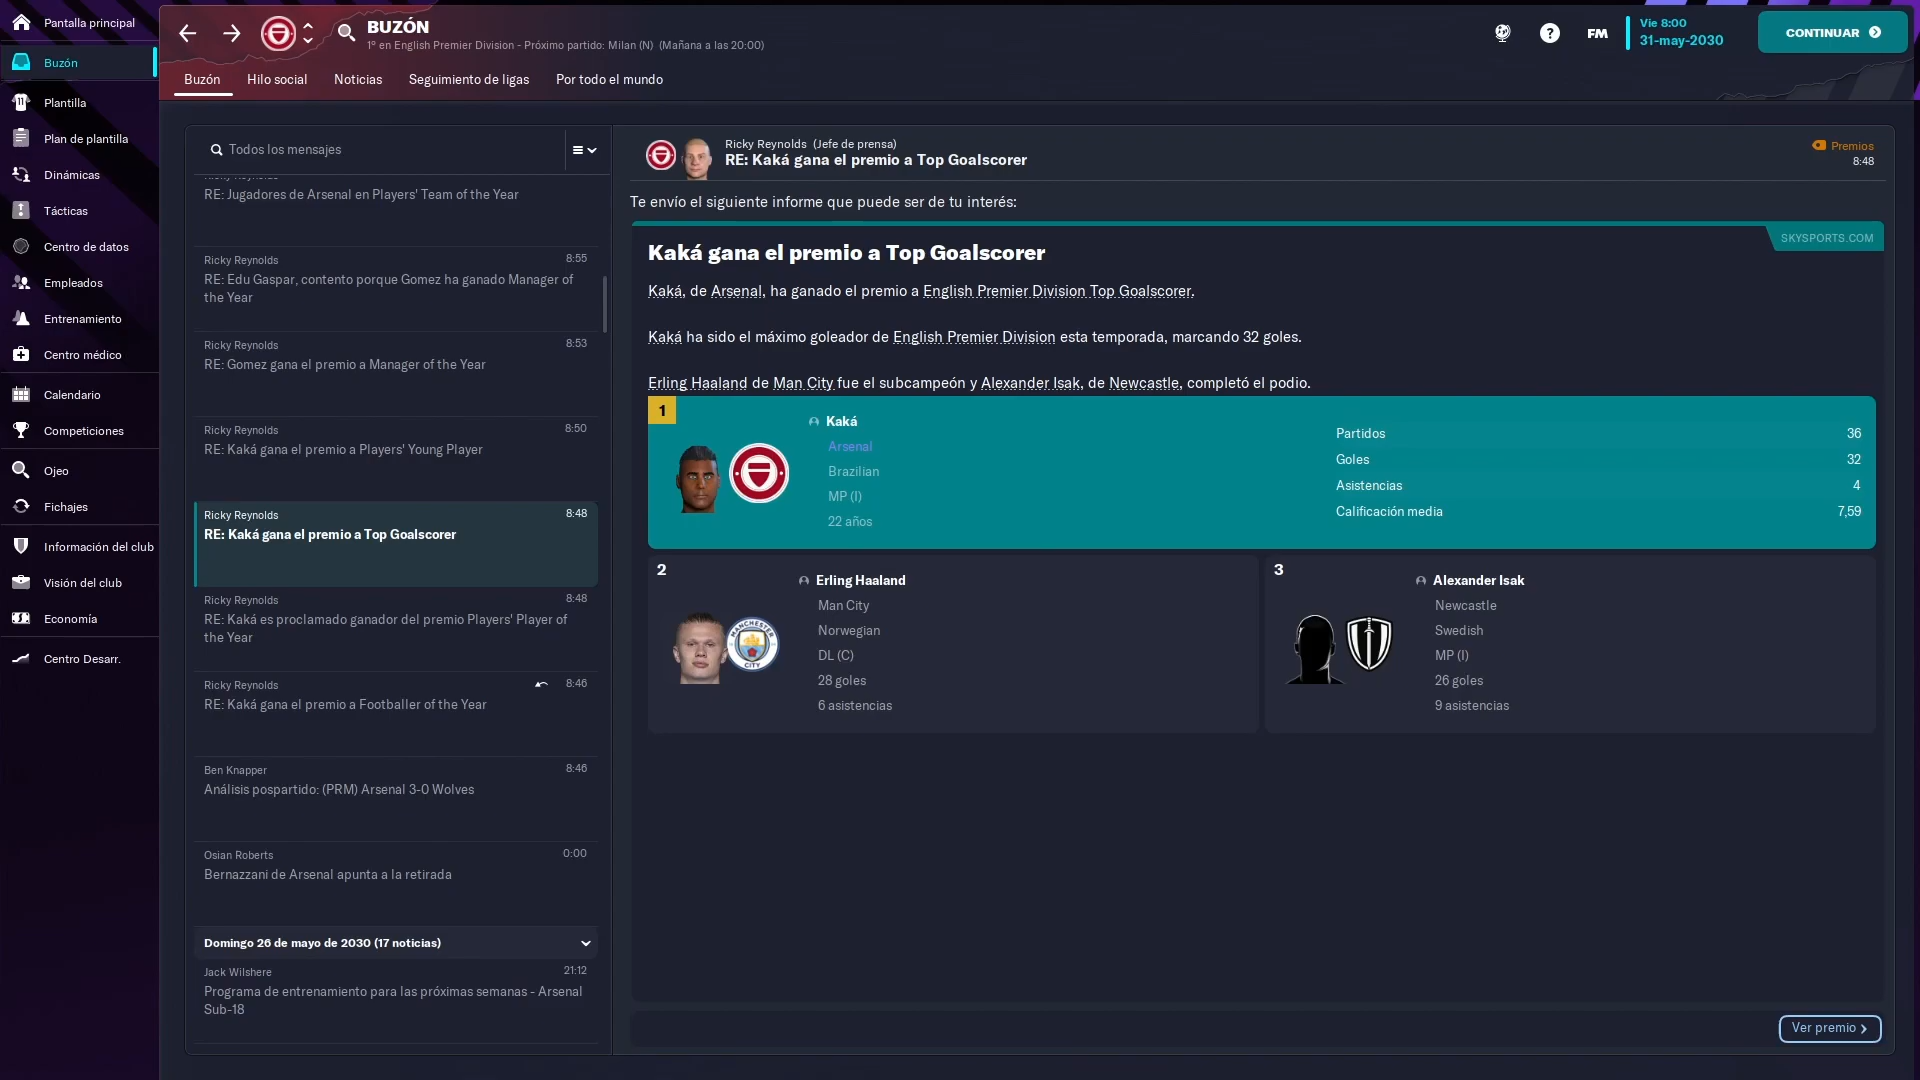 Pantalla principal
Buzón
Plantilla
Plan de plantilla
Dinámicas
Tácticas
Centro de datos
Empleados
Entrenamiento
Centro médico
Calendario
Competiciones
Ojeo
Fichajes
Información del club
Visión del club
Economía
Centro Desarr.
BUZÓN
1º en English Premier Division - Próximo partido: Milan (N) (Mañana a las 20:00)
FM
Vie 8:00
31-may-2030
CONTINUAR
Buzón
Hilo social
Noticias
Seguimiento de ligas
Por todo el mundo
Todos los mensajes
Ricky Reynolds
RE: Jugadores de Arsenal en Players' Team of the Year
Ricky Reynolds 8:55
RE: Edu Gaspar, contento porque Gomez ha ganado Manager of
the Year
Ricky Reynolds 8:53
RE: Gomez gana el premio a Manager of the Year
Ricky Reynolds 8:50
RE: Kaká gana el premio a Players' Young Player
Ricky Reynolds 8:48
RE: Kaká gana el premio a Top Goalscorer
Ricky Reynolds 8:48
RE: Kaká es proclamado ganador del premio Players' Player of
the Year
Ricky Reynolds 8:46
RE: Kaká gana el premio a Footballer of the Year
Ben Knapper 8:46
Análisis pospartido: (PRM) Arsenal 3-0 Wolves
Osian Roberts 0:00
Bernazzani de Arsenal apunta a la retirada
Domingo 26 de mayo de 2030 (17 noticias)
Jack Wilshere 21:12
Programa de entrenamiento para las próximas semanas - Arsenal
Sub-18
Ricky Reynolds (Jefe de prensa)
RE: Kaká gana el premio a Top Goalscorer
Premios
8:48
Te envío el siguiente informe que puede ser de tu interés:
SKYSPORTS.COM
Kaká gana el premio a Top Goalscorer
Kaká, de Arsenal, ha ganado el premio a English Premier Division Top Goalscorer.
Kaká ha sido el máximo goleador de English Premier Division esta temporada, marcando 32 goles.
Erling Haaland de Man City fue el subcampeón y Alexander Isak, de Newcastle, completó el podio.
1
Kaká
Arsenal
Brazilian
MP (I)
22 años
Partidos 36
Goles 32
Asistencias 4
Calificación media 7,59
2
Erling Haaland
Man City
Norwegian
DL (C)
28 goles
6 asistencias
MANCHESTER
CITY
3
Alexander Isak
Newcastle
Swedish
MP (I)
26 goles
9 asistencias
Ver premio